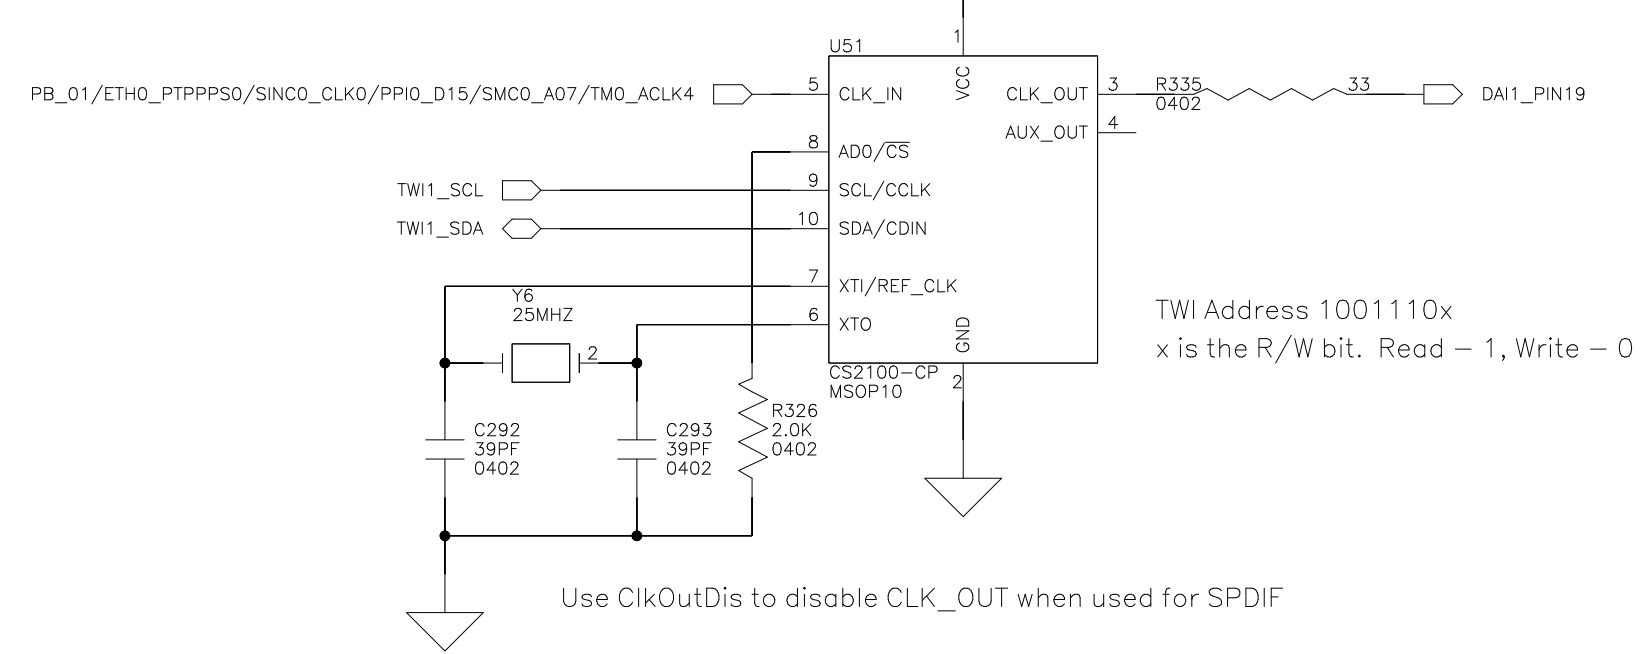 1
U51
PB_01/ETH0_PTPPPS0/SINC0_CLK0/PPI0_D15/SMC0_A07/TM0_ACLK4
5
CLK_IN
VCC
CLK_OUT
3
R335
0402
33
DAI1_PIN19
AUX_OUT
4
8
AD0/CS
TWI1_SCL
9
SCL/CCLK
TWI1_SDA
10
SDA/CDIN
7
XTI/REF_CLK
Y6
25MHZ
6
XTO
GND
TWI Address 1001110x
x is the R/W bit. Read – 1, Write – 0
2
CS2100-CP
MSOP10
2
R326
2.0K
0402
C292
39PF
0402
C293
39PF
0402
Use ClkOutDis to disable CLK_OUT when used for SPDIF